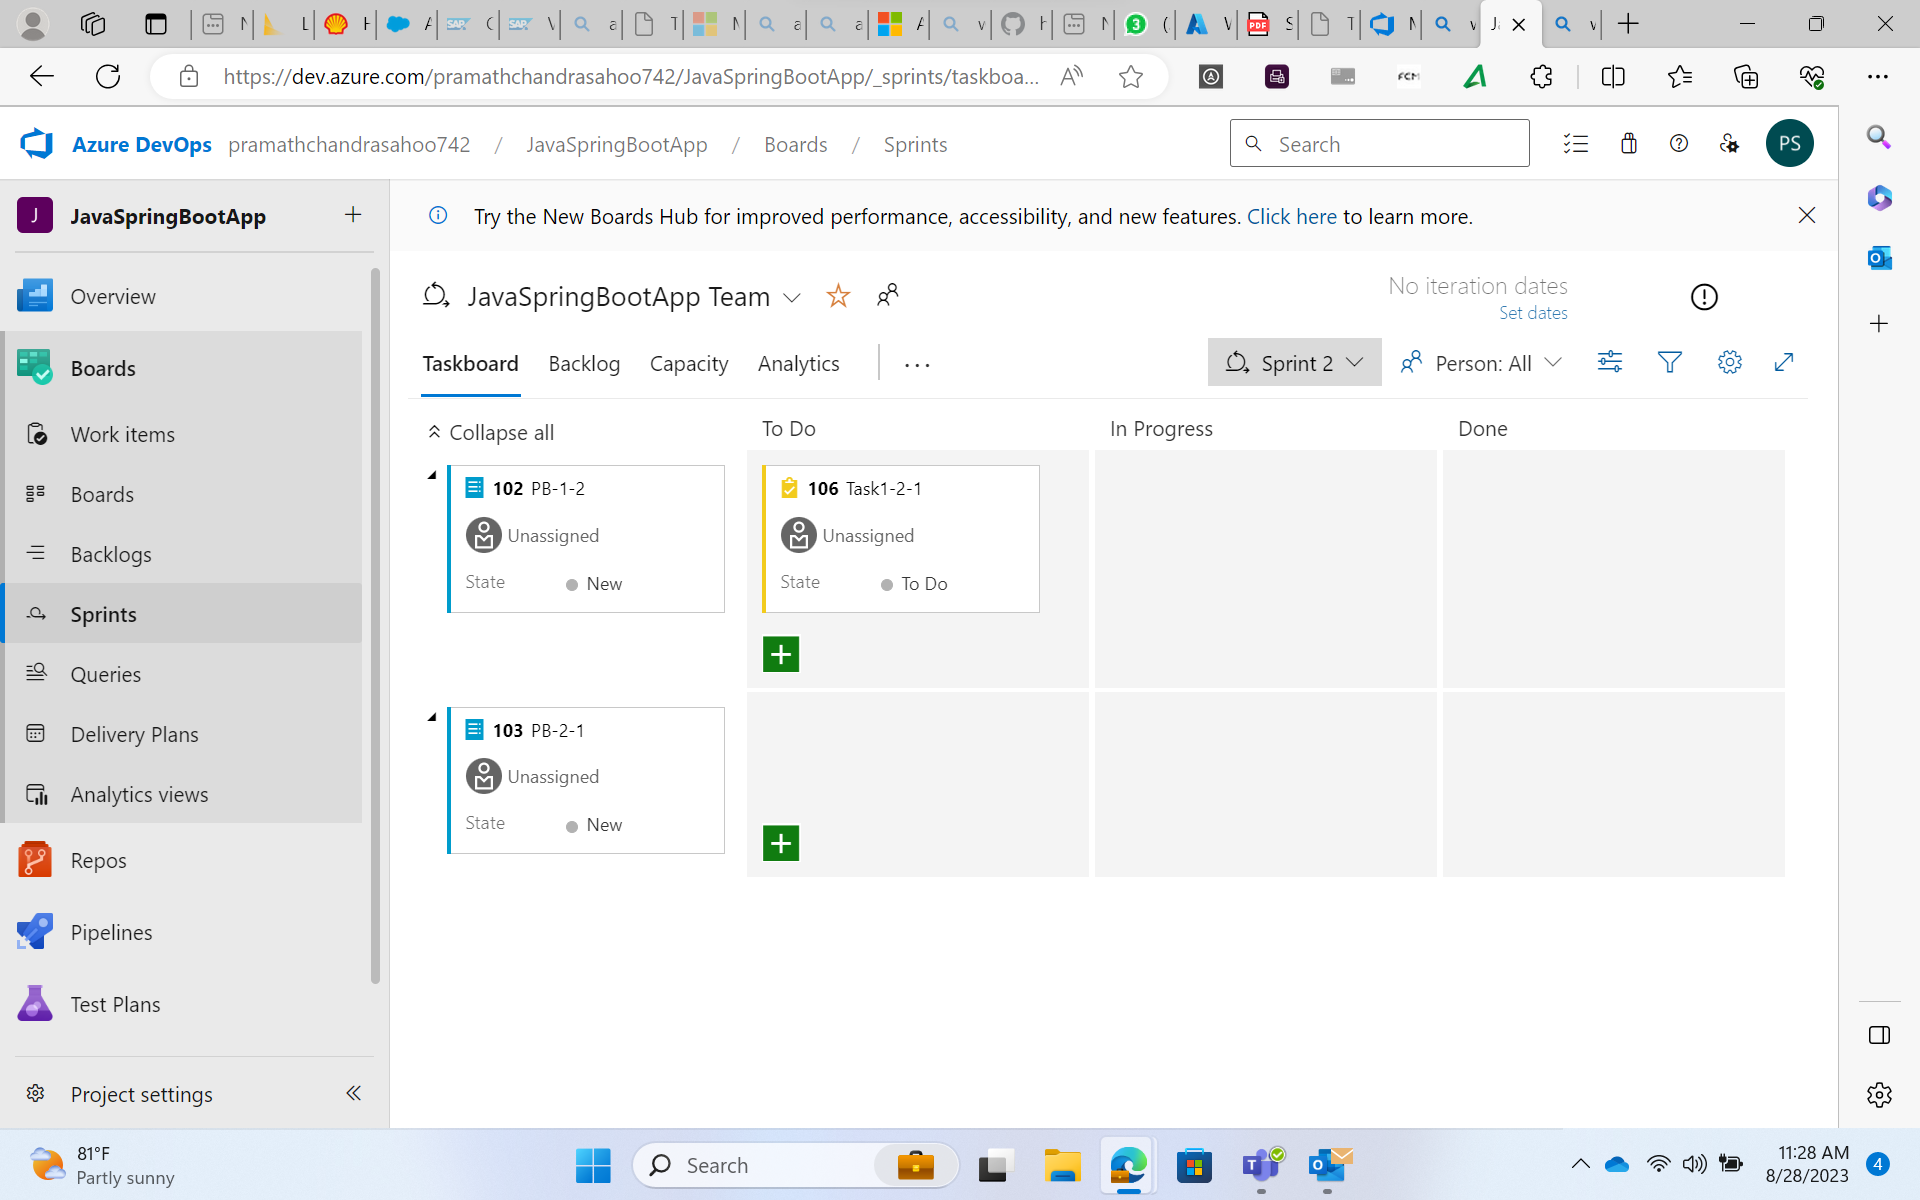 https://dev.azure.com/pramathchandrasahoo742/JavaSpringBootApp/_sprints/taskboa...
Azure DevOps pramathchandrasahoo742 / JavaSpringBootApp / Boards / Sprints
Search
PS
J JavaSpringBootApp
Try the New Boards Hub for improved performance, accessibility, and new features. Click here to learn more.
Overview
Boards
Work items
Boards
Backlogs
Sprints
Queries
Delivery Plans
Analytics views
Repos
Pipelines
Test Plans
Project settings
JavaSpringBootApp Team
No iteration dates
Set dates
Taskboard Backlog Capacity Analytics
Sprint 2
Person: All
Collapse all
To Do
In Progress
Done
102 PB-1-2
Unassigned
State New
106 Task1-2-1
Unassigned
State To Do
103 PB-2-1
Unassigned
State New
81°F
Partly sunny
Search
11:28 AM
8/28/2023
4